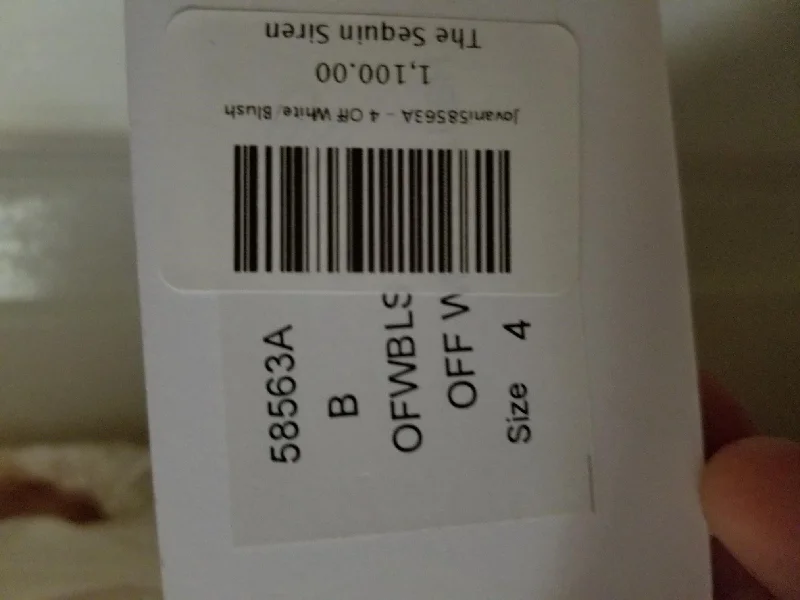 The Sequin Siren
1,100.00
Jovani58563A - 4 Off White/Blush
58563A
B
OFWBLS
OFF W
Size 4